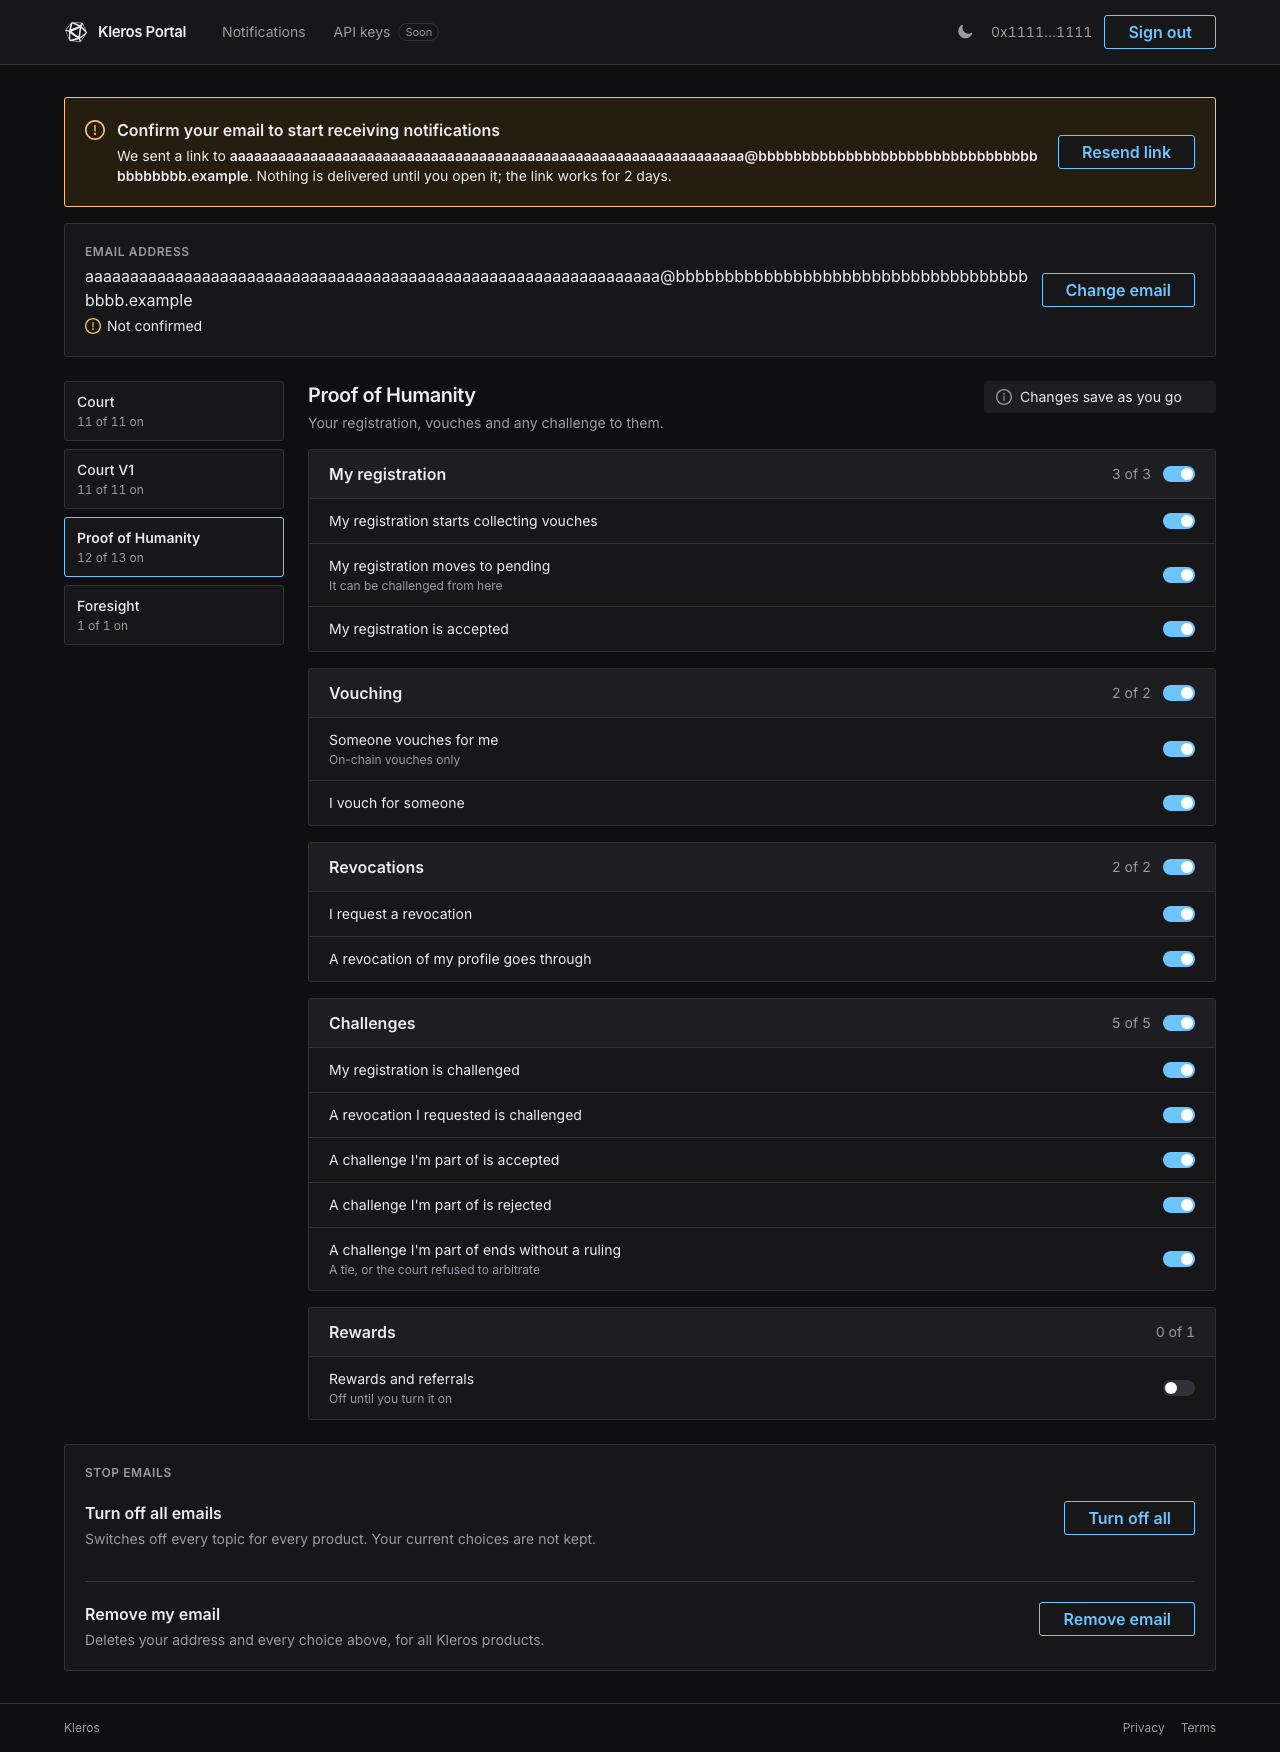 Kleros Portal
Notifications
API keys
Soon
0x1111...1111
Sign out
Confirm your email to start receiving notifications
We sent a link to aaaaaaaaaaaaaaaaaaaaaaaaaaaaaaaaaaaaaaaaaaaaaaaaaaaaaaaaaaaaaaaa@bbbbbbbbbbbbbbbbbbbbbbbbbbbbbbbb
bbbbbbbb.example. Nothing is delivered until you open it; the link works for 2 days.
Resend link
EMAIL ADDRESS
aaaaaaaaaaaaaaaaaaaaaaaaaaaaaaaaaaaaaaaaaaaaaaaaaaaaaaaaaaaaaaaa@bbbbbbbbbbbbbbbbbbbbbbbbbbbbbbbbbbbb
bbbb.example
Not confirmed
Change email
Court
11 of 11 on
Court V1
11 of 11 on
Proof of Humanity
12 of 13 on
Foresight
1 of 1 on
Proof of Humanity
Your registration, vouches and any challenge to them.
Changes save as you go
My registration
3 of 3
My registration starts collecting vouches
My registration moves to pending
It can be challenged from here
My registration is accepted
Vouching
2 of 2
Someone vouches for me
On-chain vouches only
I vouch for someone
Revocations
2 of 2
I request a revocation
A revocation of my profile goes through
Challenges
5 of 5
My registration is challenged
A revocation I requested is challenged
A challenge I'm part of is accepted
A challenge I'm part of is rejected
A challenge I'm part of ends without a ruling
A tie, or the court refused to arbitrate
Rewards
0 of 1
Rewards and referrals
Off until you turn it on
STOP EMAILS
Turn off all emails
Switches off every topic for every product. Your current choices are not kept.
Turn off all
Remove my email
Deletes your address and every choice above, for all Kleros products.
Remove email
Kleros
Privacy
Terms